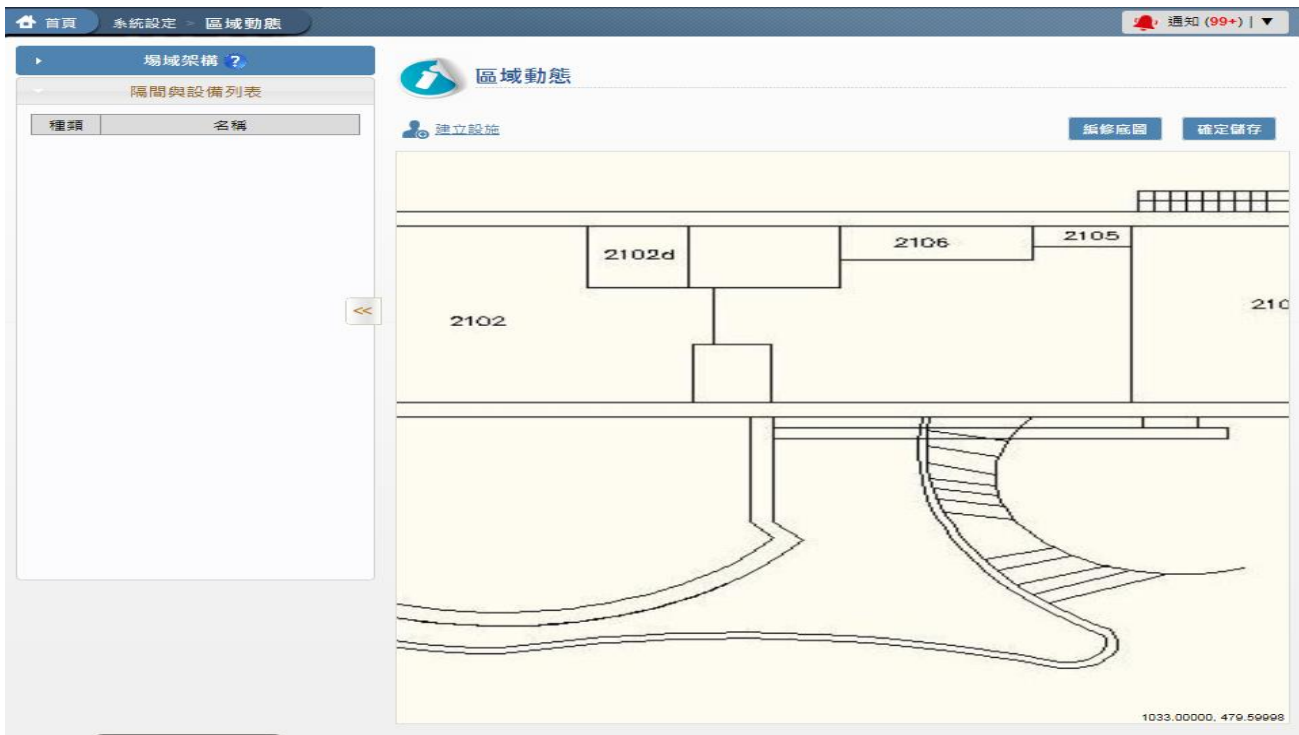 首頁 系統設定 > 區域動態 通知 (99+) | ▼
場域架構 ?
隔間與設備列表
種類 名稱
<<
區域動態
建立設施 編修底圖 確定儲存
2102d 2106 2105
2102 210
1033.00000, 479.59998